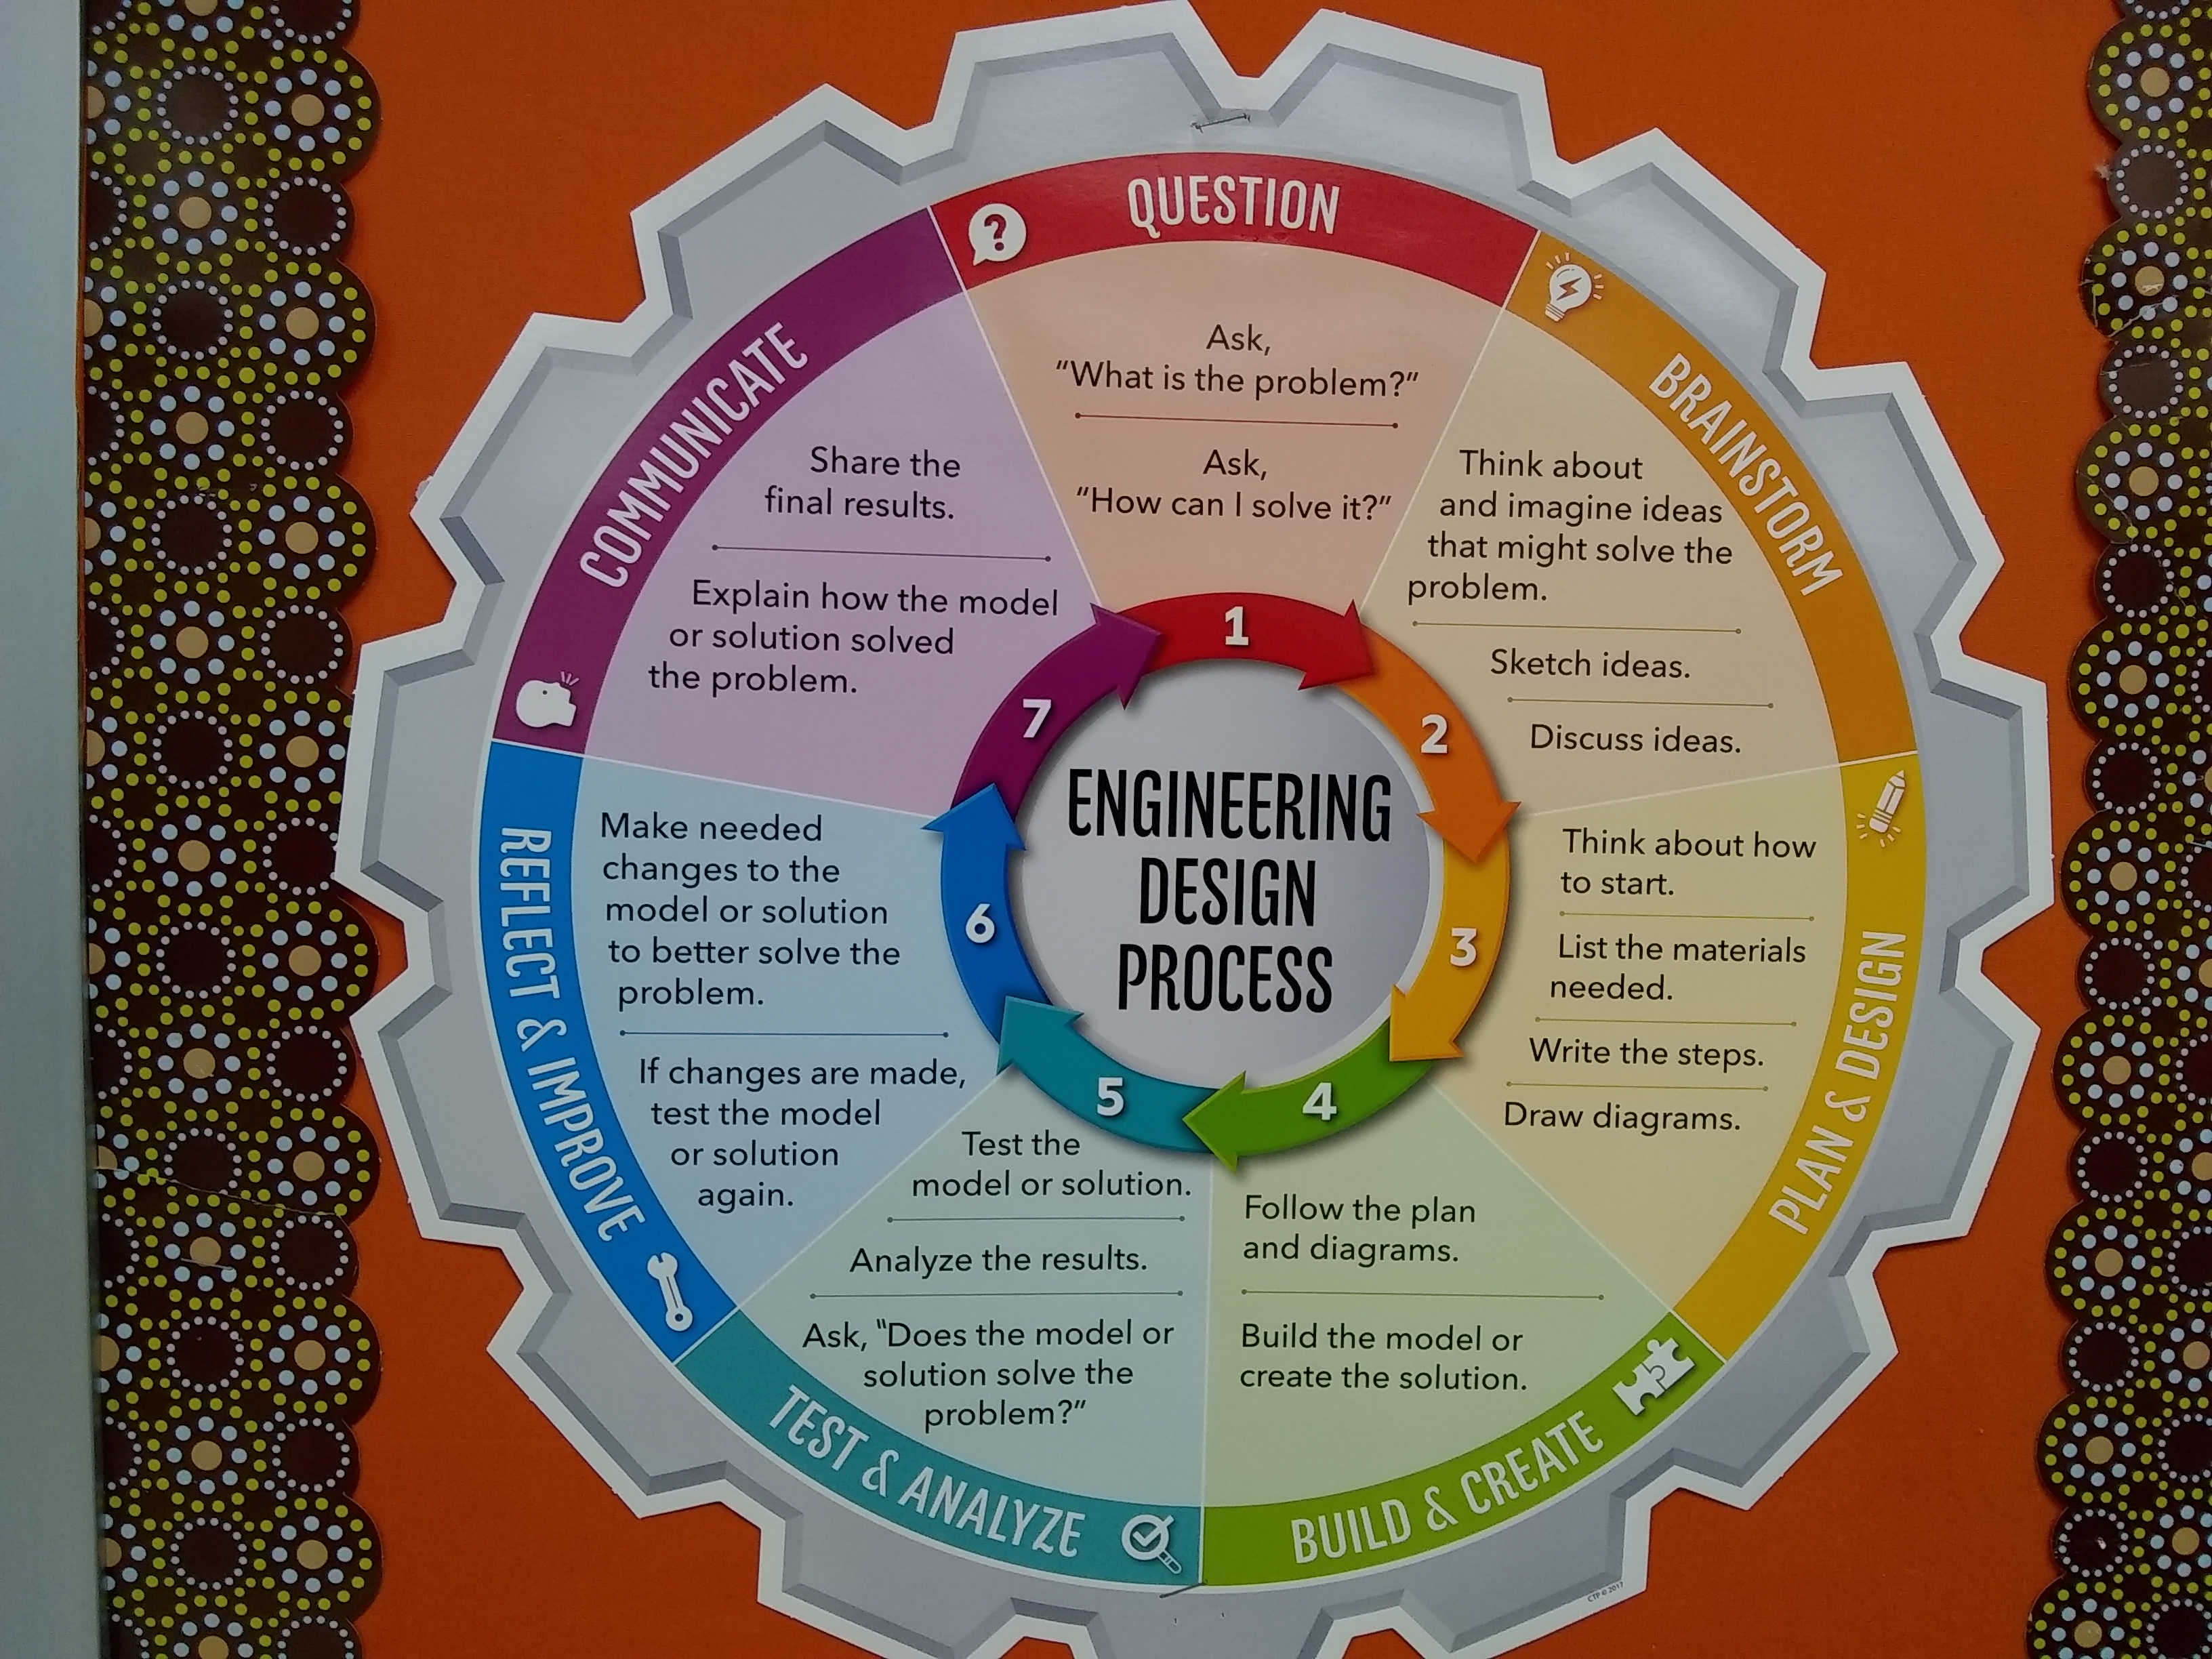 QUESTION
Ask,
"What is the problem?"
Ask,
"How can I solve it?"
1
BRAINSTORM
Think about
and imagine ideas
that might solve the
problem.
Sketch ideas.
Discuss ideas.
2
PLAN & DESIGN
Think about how
to start.
List the materials
needed.
Write the steps.
Draw diagrams.
3
BUILD & CREATE
Follow the plan
and diagrams.
Build the model or
create the solution.
4
TEST & ANALYZE
Test the
model or solution.
Analyze the results.
Ask, "Does the model or
solution solve the
problem?"
5
REFLECT & IMPROVE
Make needed
changes to the
model or solution
to better solve the
problem.
If changes are made,
test the model
or solution
again.
6
COMMUNICATE
Share the
final results.
Explain how the model
or solution solved
the problem.
7
ENGINEERING
DESIGN
PROCESS
CTP © 2017
?